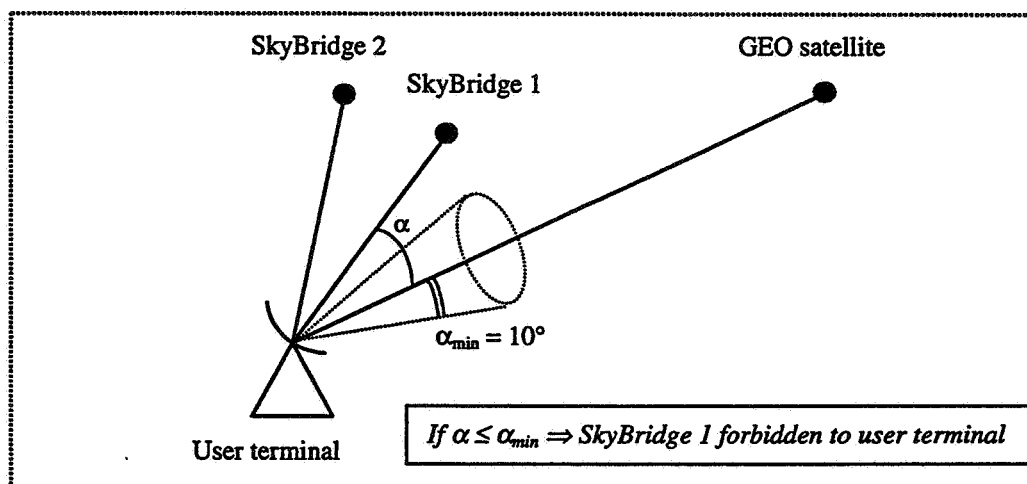 SkyBridge 2
GEO satellite
SkyBridge 1
α
α_min = 10°
User terminal
If α ≤ α_min ⇒ SkyBridge 1 forbidden to user terminal